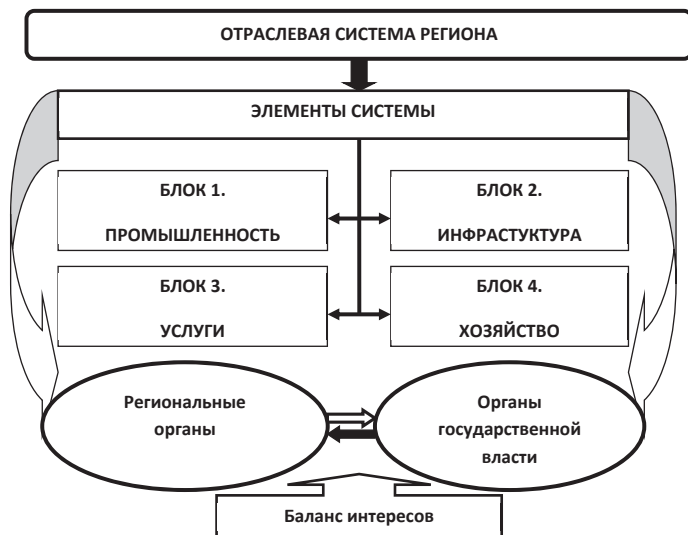 ОТРАСЛЕВАЯ СИСТЕМА РЕГИОНА
ЭЛЕМЕНТЫ СИСТЕМЫ
БЛОК 1.
ПРОМЫШЛЕННОСТЬ
БЛОК 2.
ИНФРАСТУКТУРА
БЛОК 3.
УСЛУГИ
БЛОК 4.
ХОЗЯЙСТВО
Региональные
органы
Органы
государственной
власти
Баланс интересов